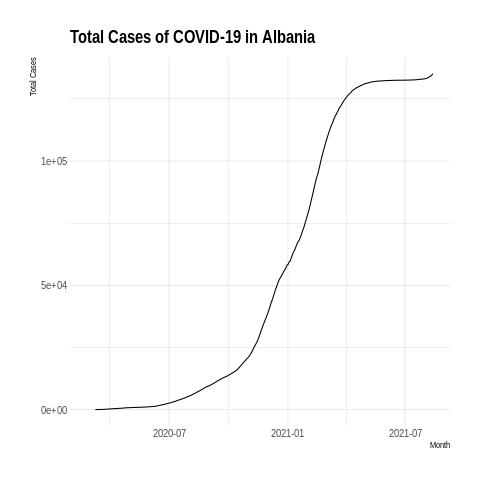 Total Cases of COVID-19 in Albania
Total Cases
1e+05
5e+04
0e+00
2020-07 2021-01 2021-07
Month